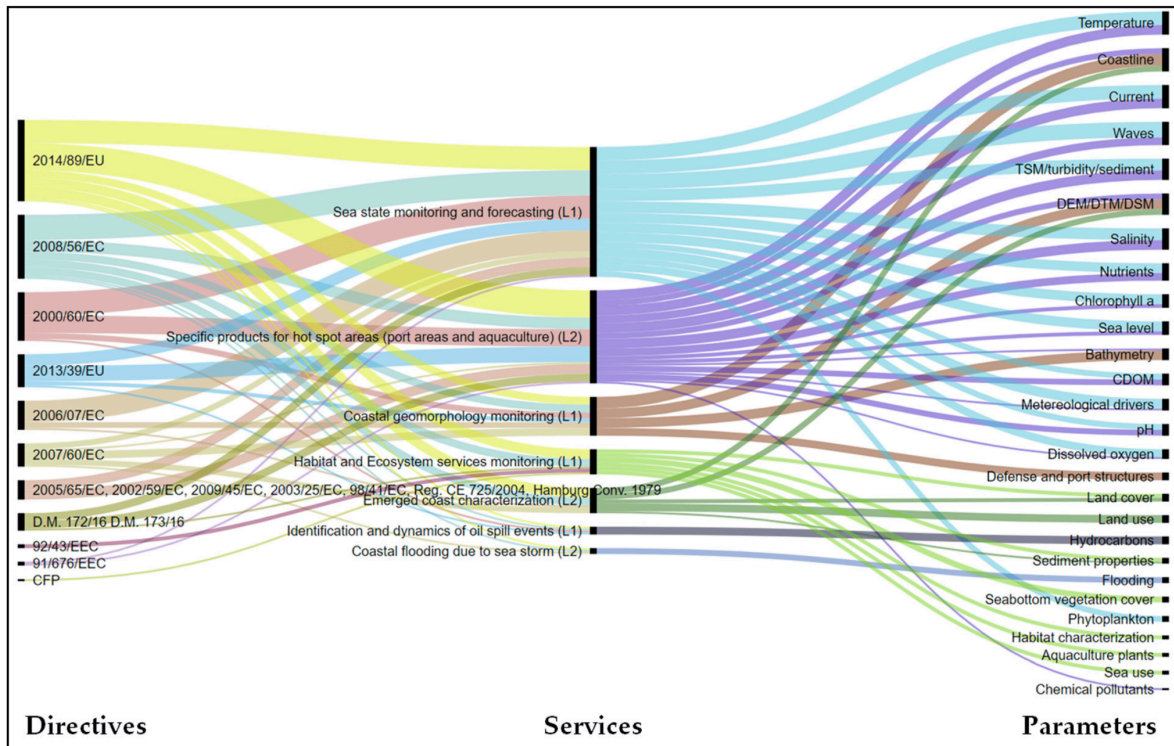 2014/89/EU
2008/56/EC
2000/60/EC
2013/39/EU
2006/07/EC
2007/60/EC
2005/65/EC, 2002/59/EC, 2009/45/EC, 2003/25/EC, 98/41/EC, Reg. CE 725/2004, Hamburg Conv. 1979
D.M. 172/16 D.M. 173/16
92/43/EEC
91/676/EEC
CFP
Sea state monitoring and forecasting (L1)
Specific products for hot spot areas (port areas and aquaculture) (L2)
Coastal geomorphology monitoring (L1)
Habitat and Ecosystem services monitoring (L1)
Emerged coast characterization (L2)
Identification and dynamics of oil spill events (L1)
Coastal flooding due to sea storm (L2)
Temperature
Coastline
Current
Waves
TSM/turbidity/sediment
DEM/DTM/DSM
Salinity
Nutrients
Chlorophyll a
Sea level
Bathymetry
CDOM
Metereological drivers
pH
Dissolved oxygen
Defense and port structures
Land cover
Land use
Hydrocarbons
Sediment properties
Flooding
Seabottom vegetation cover
Phytoplankton
Habitat characterization
Aquaculture plants
Sea use
Chemical pollutants
Directives
Services
Parameters